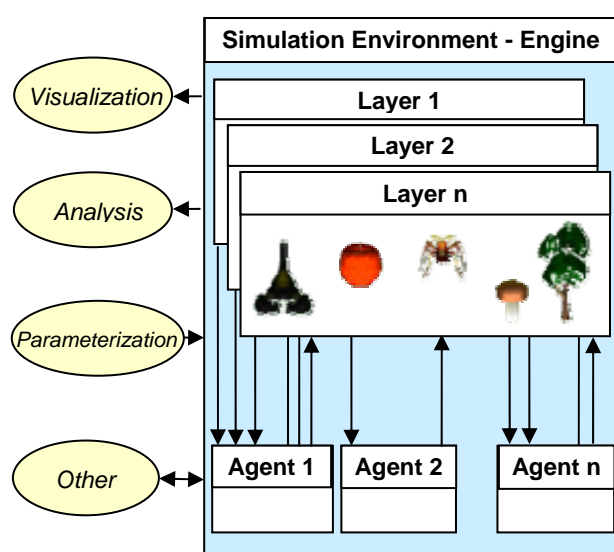 Simulation Environment - Engine
Visualization
Layer 1
Layer 2
Analysis
Layer n
Parameterization
Agent 1
Agent 2
Agent n
Other